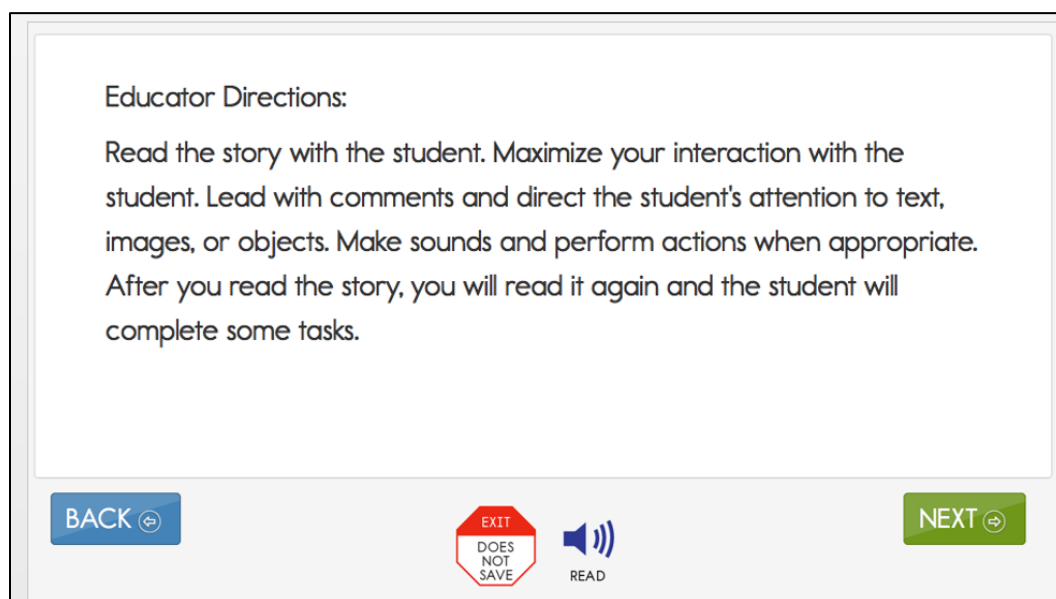 Educator Directions:
Read the story with the student. Maximize your interaction with the
student. Lead with comments and direct the student's attention to text,
images, or objects. Make sounds and perform actions when appropriate.
After you read the story, you will read it again and the student will
complete some tasks.
BACK
EXIT
DOES
NOT
SAVE
READ
NEXT